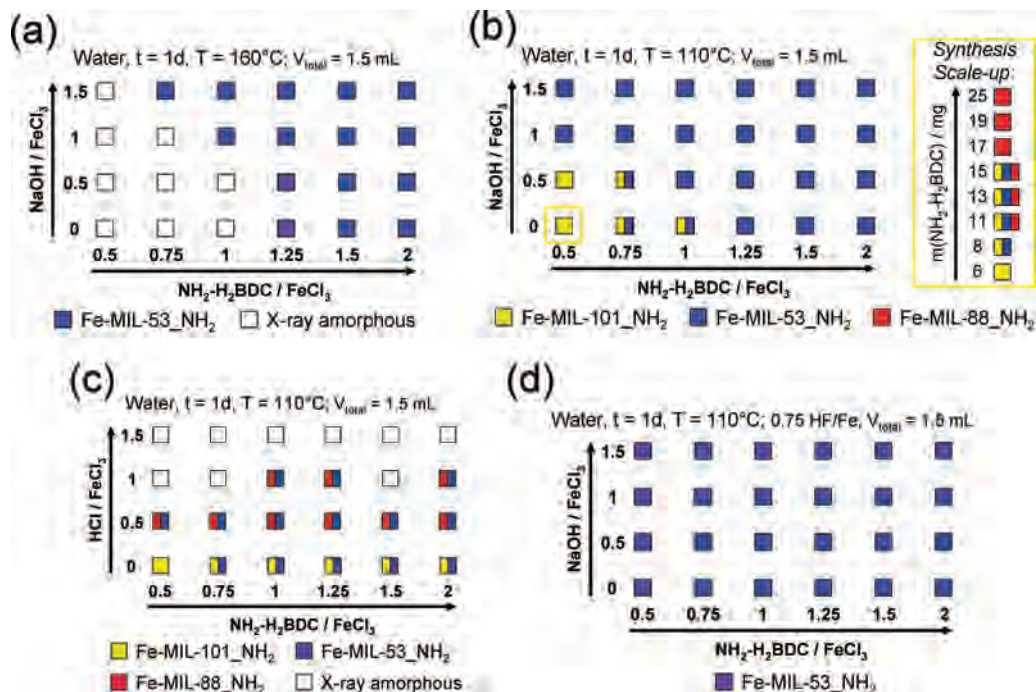 (a)
Water, t = 1d, T = 160°C; V_total = 1.5 mL
NaOH / FeCl₃
1.5
1
0.5
0
0.5 0.75 1 1.25 1.5 2
NH₂-H₂BDC / FeCl₃
Fe-MIL-53_NH₂ X-ray amorphous
(b)
Water, t = 1d, T = 110°C; V_total = 1.5 mL
NaOH / FeCl₃
1.5
1
0.5
0
0.5 0.75 1 1.25 1.5 2
NH₂-H₂BDC / FeCl₃
Fe-MIL-101_NH₂ Fe-MIL-53_NH₂ Fe-MIL-88_NH₂
Synthesis
Scale-up:
m(NH₂-H₂BDC) / mg
25
19
17
15
13
11
8
6
(c)
Water, t = 1d, T = 110°C; V_total = 1.5 mL
HCl / FeCl₃
1.5
1
0.5
0
0.5 0.75 1 1.25 1.5 2
NH₂-H₂BDC / FeCl₃
Fe-MIL-101_NH₂ Fe-MIL-53_NH₂
Fe-MIL-88_NH₂ X-ray amorphous
(d)
Water, t = 1d, T = 110°C; 0.75 HF/Fe, V_total = 1.5 mL
NaOH / FeCl₃
1.5
1
0.5
0
0.5 0.75 1 1.25 1.5 2
NH₂-H₂BDC / FeCl₃
Fe-MIL-53_NH₂